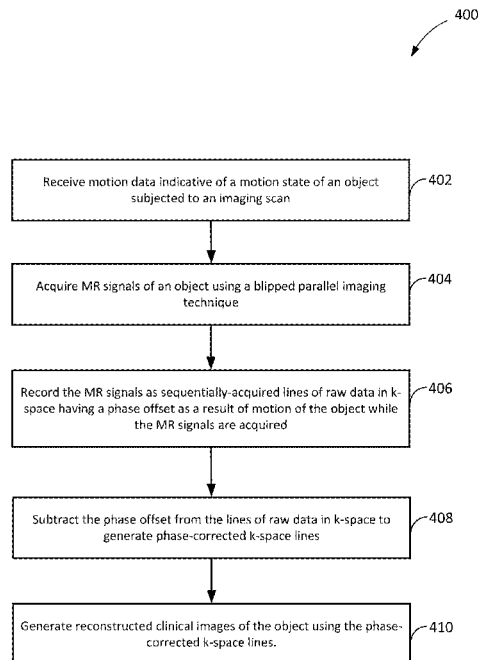 400
Receive motion data indicative of a motion state of an object
subjected to an imaging scan
402
Acquire MR signals of an object using a blipped parallel imaging
technique
404
Record the MR signals as sequentially-acquired lines of raw data in k-
space having a phase offset as a result of motion of the object while
the MR signals are acquired
406
Subtract the phase offset from the lines of raw data in k-space to
generate phase-corrected k-space lines
408
Generate reconstructed clinical images of the object using the phase-
corrected k-space lines.
410